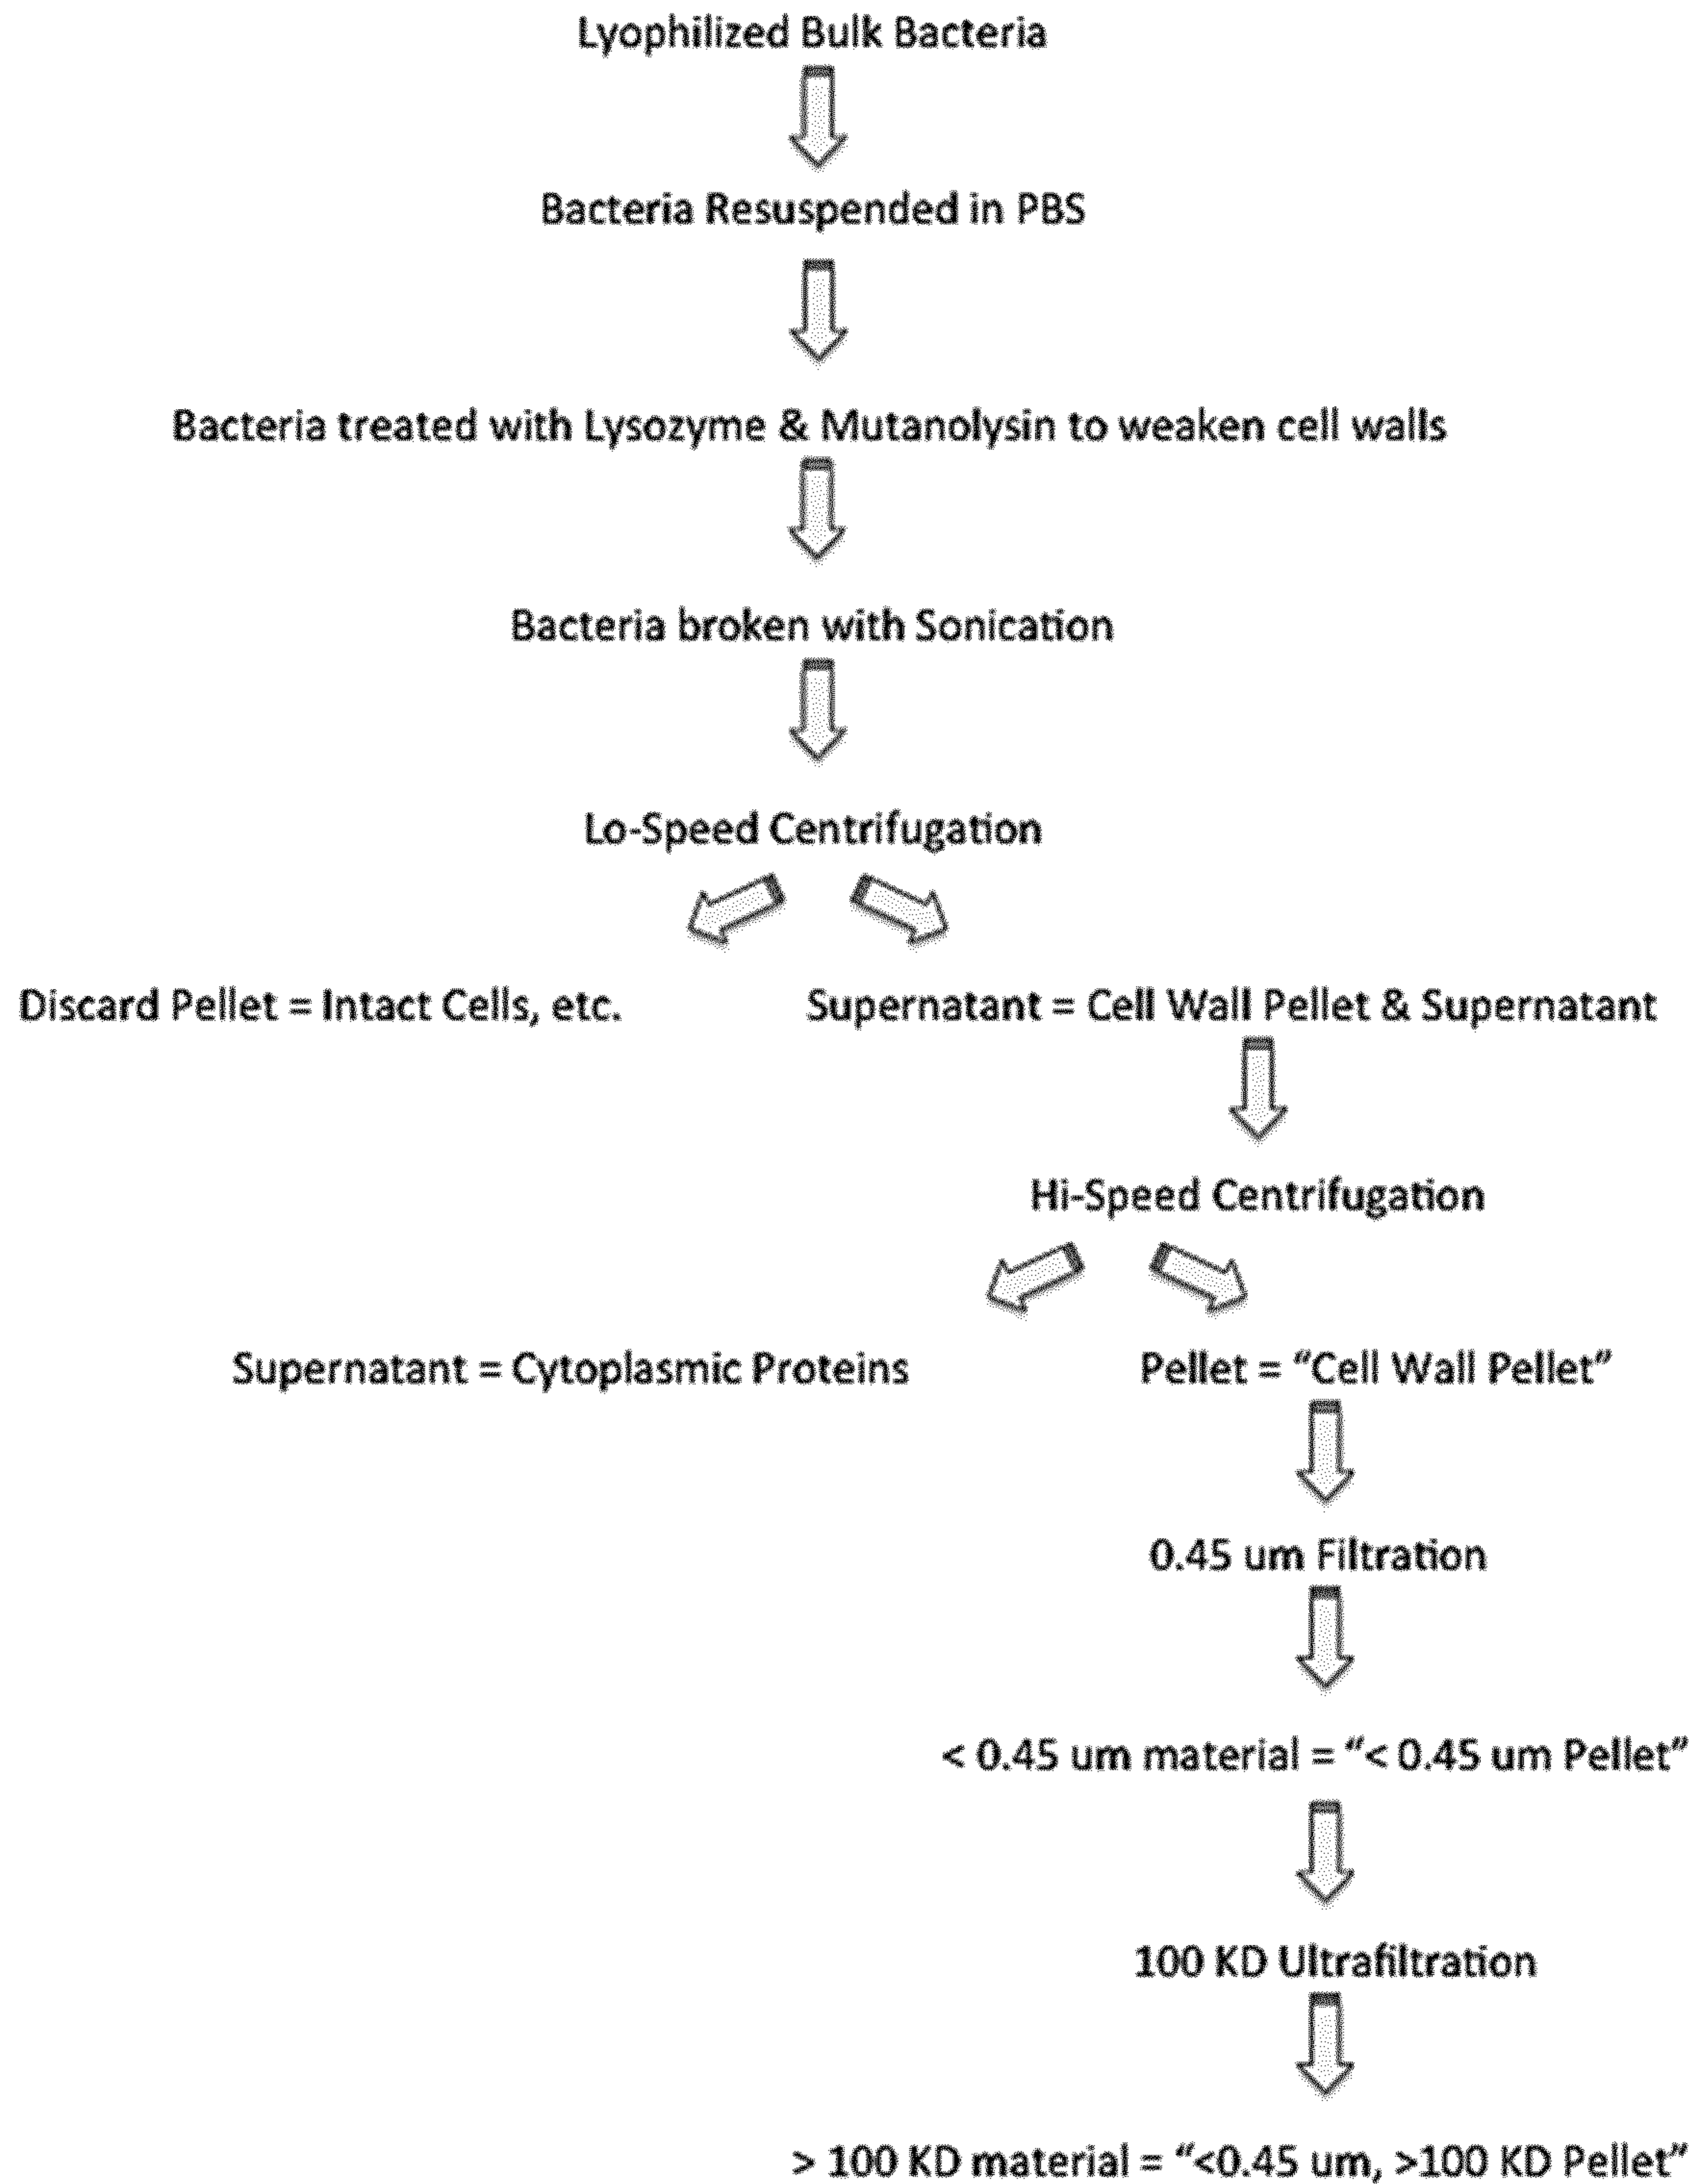 Lyophilized Bulk Bacteria
Bacteria Resuspended in PBS
Bacteria treated with Lysozyme & Mutanolysin to weaken cell walls
Bacteria broken with Sonication
Lo-Speed Centrifugation
Discard Pellet = Intact Cells, etc.
Supernatant = Cell Wall Pellet & Supernatant
Hi-Speed Centrifugation
Supernatant = Cytoplasmic Proteins
Pellet = “Cell Wall Pellet”
0.45 um Filtration
< 0.45 um material = “< 0.45 um Pellet”
100 KD Ultrafiltration
> 100 KD material = “<0.45 um, >100 KD Pellet”